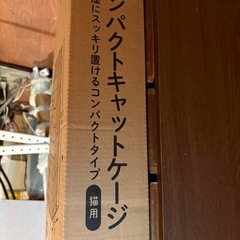 ンパクトキャットケージ
屋にスッキリ置けるコンパクトタイプ
猫用